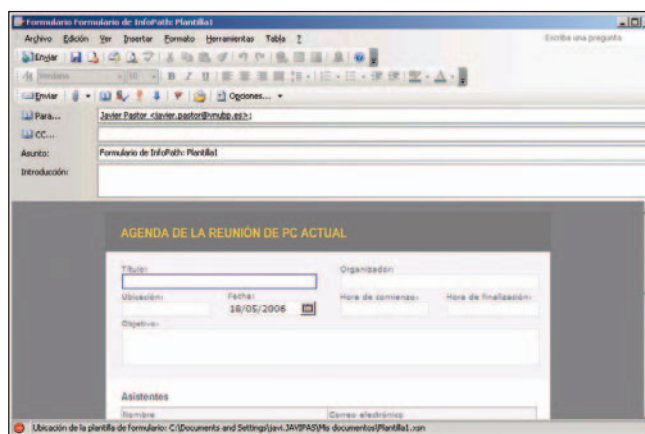 Formulario Formulario de InfoPath: Plantilla1
Archivo Edición Ver Insertar Formato Herramientas Tabla ? Escriba una pregunta
Enviar
Verdana 10 N K S
Enviar Opciones...
Para... Javier Pastor <javier.pastor@vnubp.es>;
CC...
Asunto: Formulario de InfoPath: Plantilla1
Introducción:
AGENDA DE LA REUNIÓN DE PC ACTUAL
Título: Organizador:
Ubicación: Fecha: Hora de comienzo: Hora de finalización:
18/05/2006
Objetivo:
Asistentes
Nombre Correo electrónico
Ubicación de la plantilla de formulario: C:\Documents and Settings\javi.JAVIPAS\Mis documentos\Plantilla1.xsn